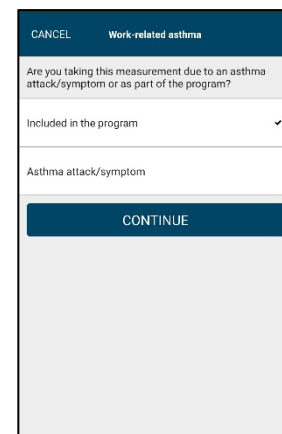 CANCEL Work-related asthma
Are you taking this measurement due to an asthma
attack/symptom or as part of the program?
Included in the program
Asthma attack/symptom
CONTINUE